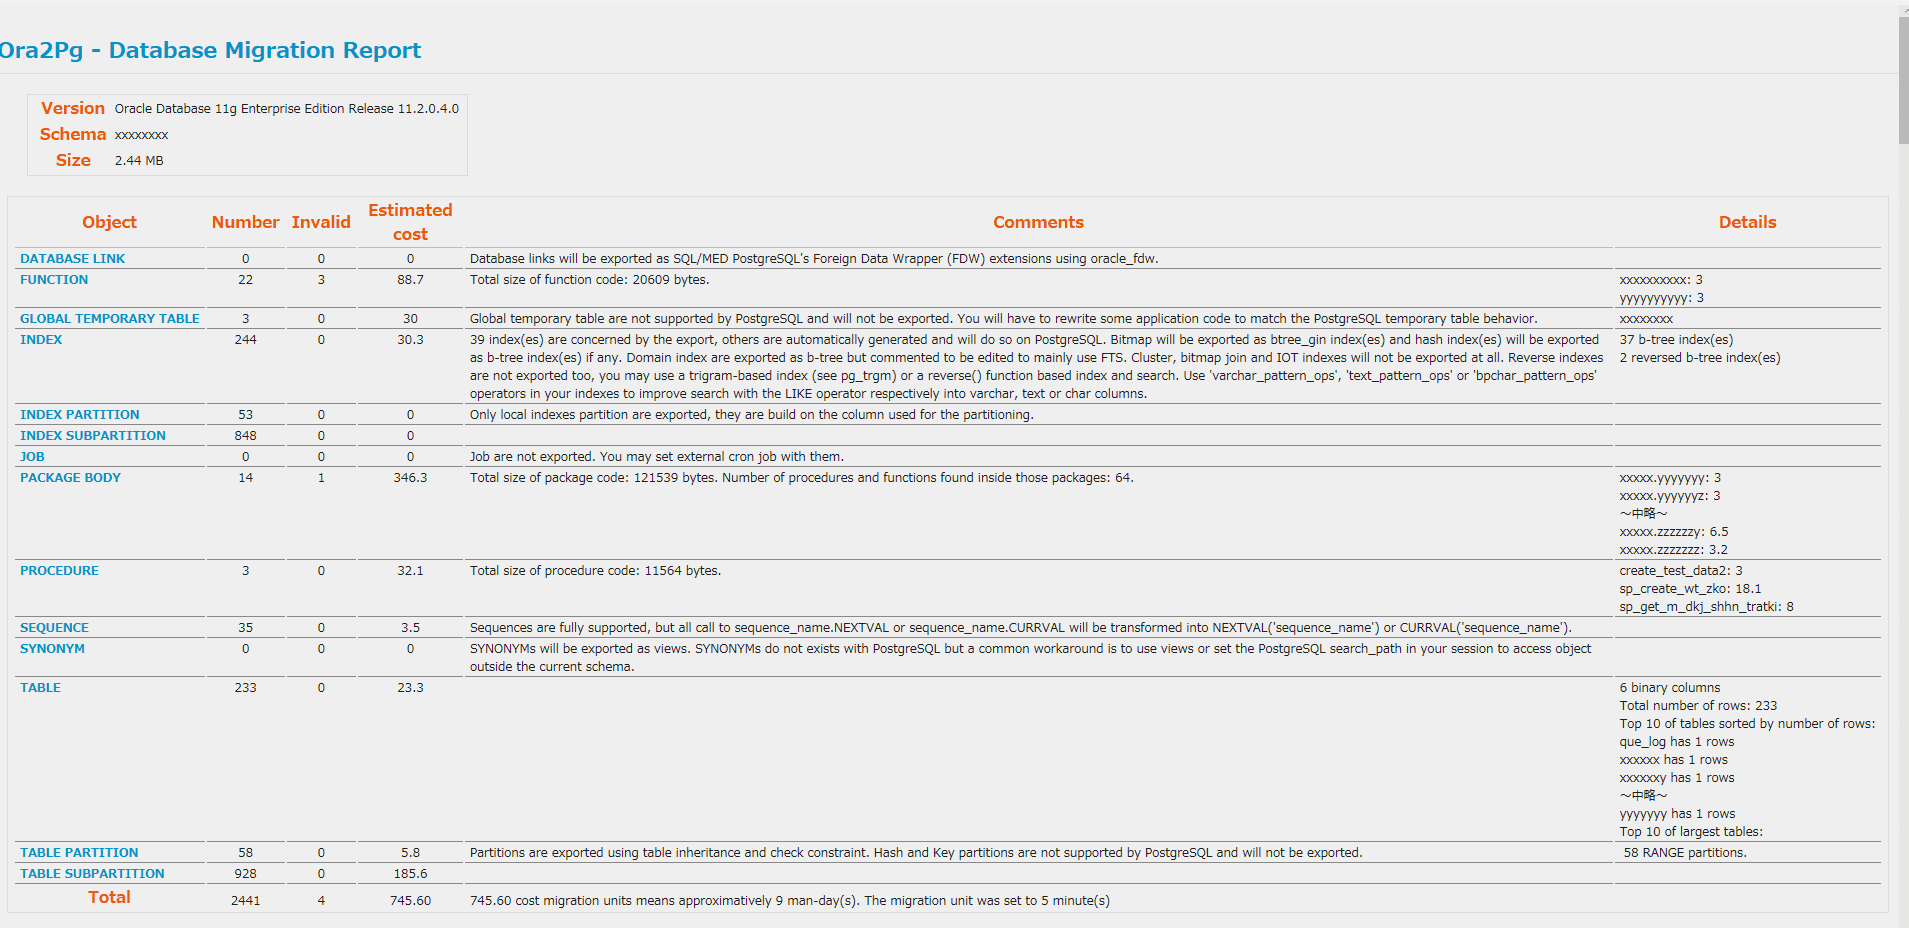 Ora2Pg - Database Migration Report
Version Oracle Database 11g Enterprise Edition Release 11.2.0.4.0
Schema xxxxxxxx
Size 2.44 MB
Object Number Invalid Estimated cost Comments Details
DATABASE LINK 0 0 0 Database links will be exported as SQL/MED PostgreSQL's Foreign Data Wrapper (FDW) extensions using oracle_fdw.
FUNCTION 22 3 88.7 Total size of function code: 20609 bytes. xxxxxxxxxx: 3
yyyyyyyyyy: 3
GLOBAL TEMPORARY TABLE 3 0 30 Global temporary table are not supported by PostgreSQL and will not be exported. You will have to rewrite some application code to match the PostgreSQL temporary table behavior. xxxxxxxx
INDEX 244 0 30.3 39 index(es) are concerned by the export, others are automatically generated and will do so on PostgreSQL. Bitmap will be exported as btree_gin index(es) and hash index(es) will be exported 37 b-tree index(es)
as b-tree index(es) if any. Domain index are exported as b-tree but commented to be edited to mainly use FTS. Cluster, bitmap join and IOT indexes will not be exported at all. Reverse indexes 2 reversed b-tree index(es)
are not exported too, you may use a trigram-based index (see pg_trgm) or a reverse() function based index and search. Use 'varchar_pattern_ops', 'text_pattern_ops' or 'bpchar_pattern_ops'
operators in your indexes to improve search with the LIKE operator respectively into varchar, text or char columns.
INDEX PARTITION 53 0 0 Only local indexes partition are exported, they are build on the column used for the partitioning.
INDEX SUBPARTITION 848 0 0
JOB 0 0 0 Job are not exported. You may set external cron job with them.
PACKAGE BODY 14 1 346.3 Total size of package code: 121539 bytes. Number of procedures and functions found inside those packages: 64. xxxxx.yyyyyyy: 3
xxxxx.yyyyyyz: 3
～中略～
xxxxx.zzzzzzy: 6.5
xxxxx.zzzzzzz: 3.2
PROCEDURE 3 0 32.1 Total size of procedure code: 11564 bytes. create_test_data2: 3
sp_create_wt_zko: 18.1
sp_get_m_dkj_shhn_tratki: 8
SEQUENCE 35 0 3.5 Sequences are fully supported, but all call to sequence_name.NEXTVAL or sequence_name.CURRVAL will be transformed into NEXTVAL('sequence_name') or CURRVAL('sequence_name').
SYNONYM 0 0 0 SYNONYMs will be exported as views. SYNONYMs do not exists with PostgreSQL but a common workaround is to use views or set the PostgreSQL search_path in your session to access object
outside the current schema.
TABLE 233 0 23.3 6 binary columns
Total number of rows: 233
Top 10 of tables sorted by number of rows:
que_log has 1 rows
xxxxxx has 1 rows
xxxxxxy has 1 rows
～中略～
yyyyyyy has 1 rows
Top 10 of largest tables:
TABLE PARTITION 58 0 5.8 Partitions are exported using table inheritance and check constraint. Hash and Key partitions are not supported by PostgreSQL and will not be exported. 58 RANGE partitions.
TABLE SUBPARTITION 928 0 185.6
Total 2441 4 745.60 745.60 cost migration units means approximatively 9 man-day(s). The migration unit was set to 5 minute(s)